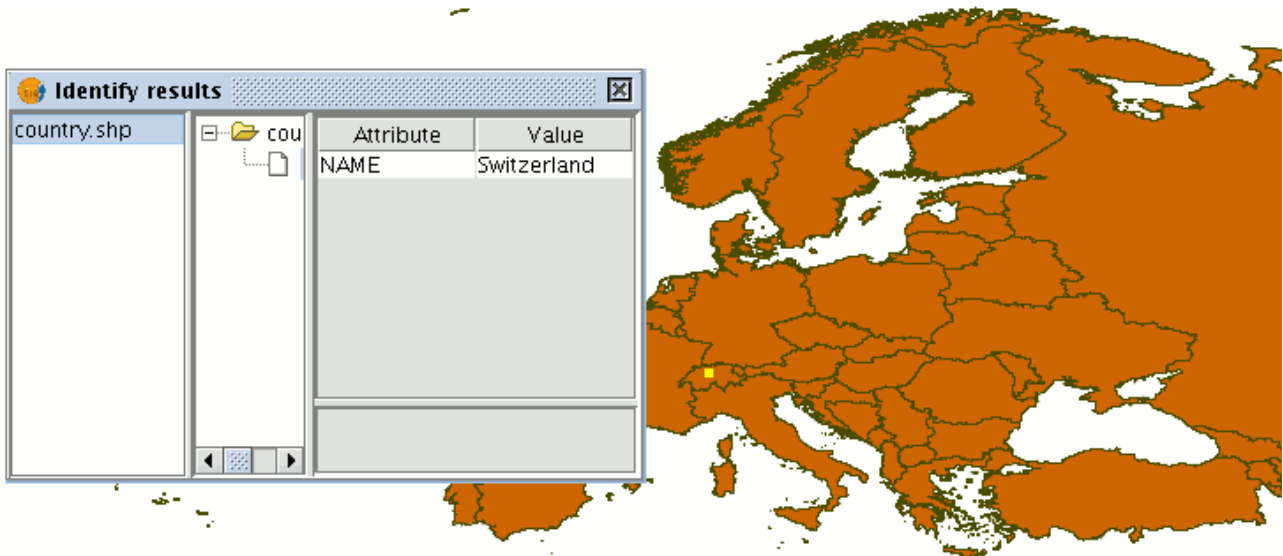 Identify results
country.shp
cou
Attribute Value
NAME Switzerland